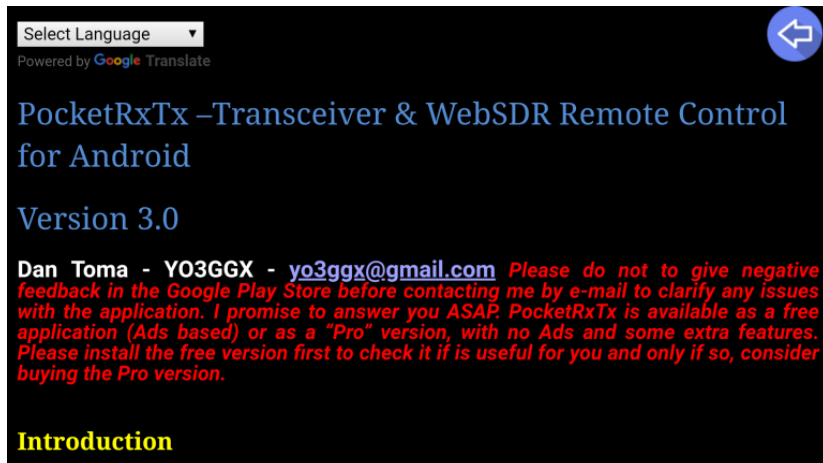 Select Language
Powered by Google Translate
PocketRxTx –Transceiver & WebSDR Remote Control
for Android
Version 3.0
Dan Toma - YO3GGX - yo3ggx@gmail.com Please do not to give negative
feedback in the Google Play Store before contacting me by e-mail to clarify any issues
with the application. I promise to answer you ASAP. PocketRxTx is available as a free
application (Ads based) or as a “Pro” version, with no Ads and some extra features.
Please install the free version first to check it if is useful for you and only if so, consider
buying the Pro version.
Introduction